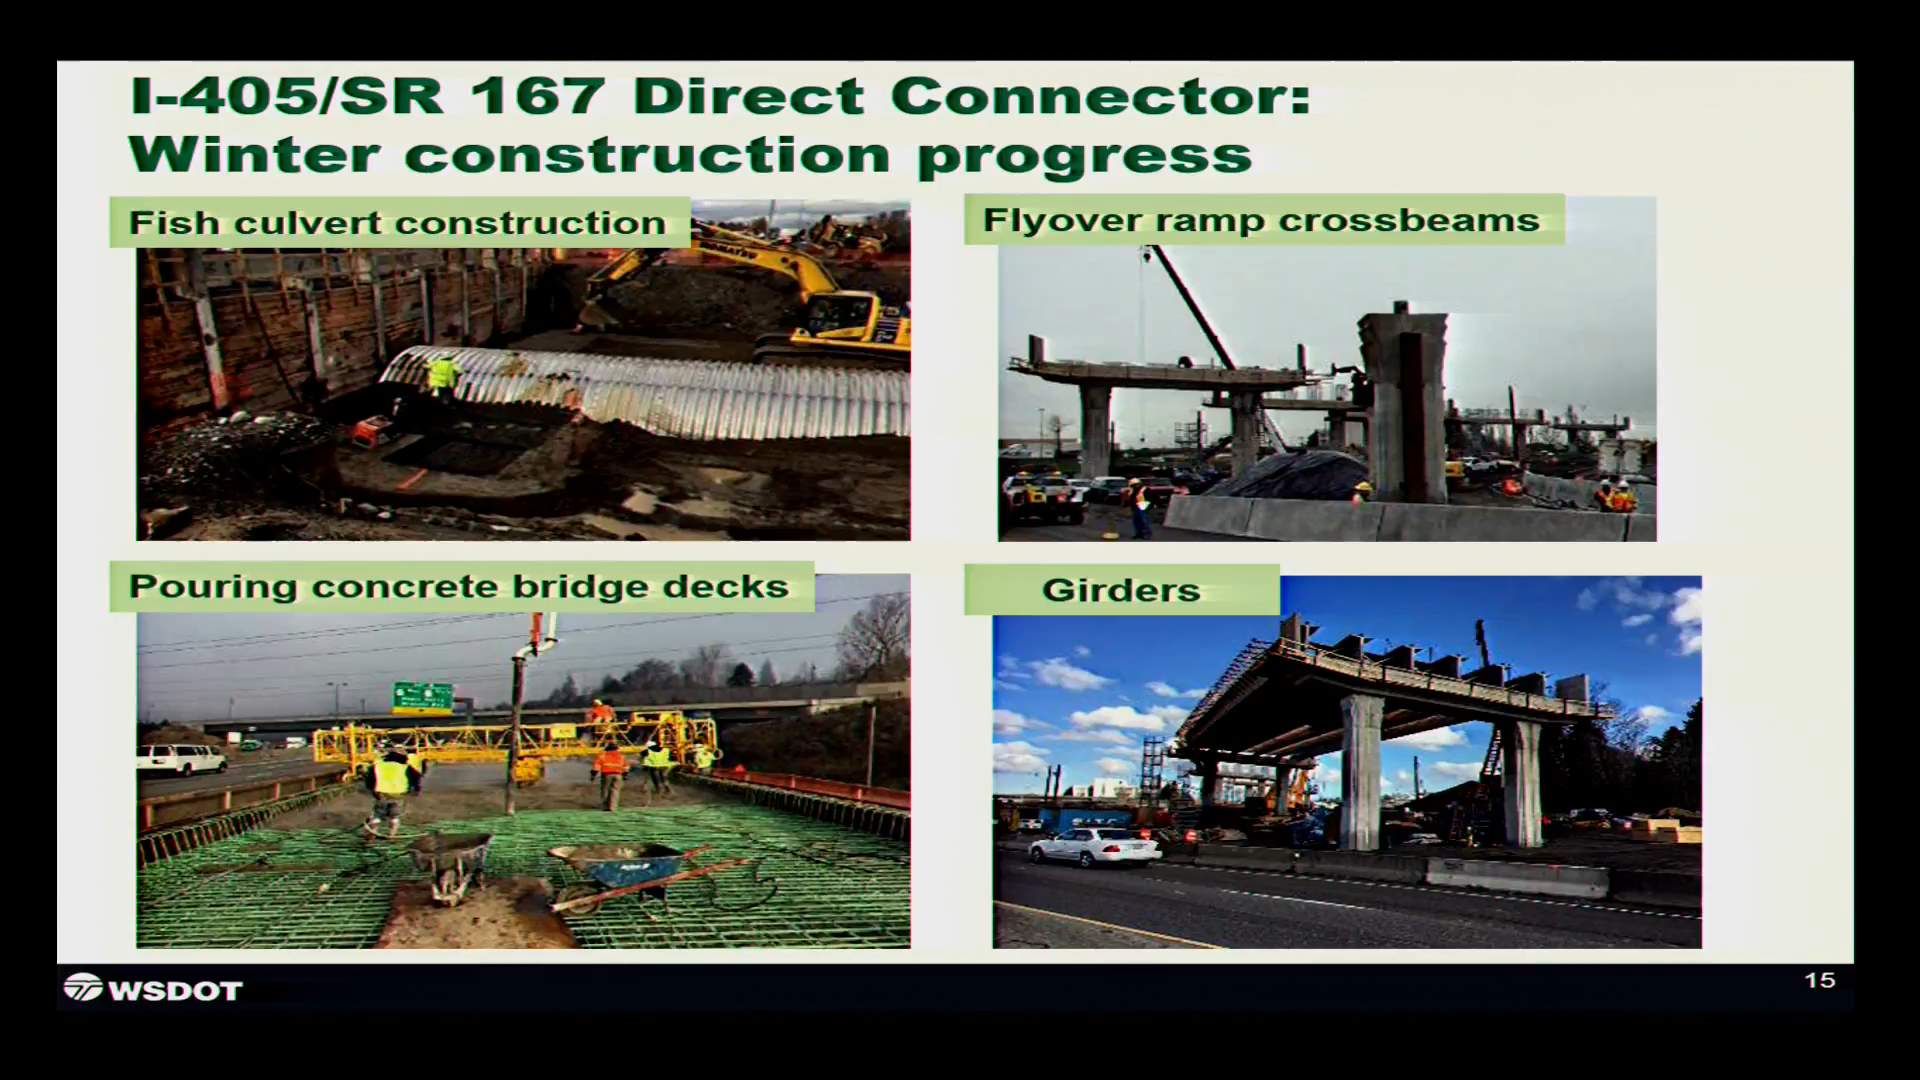 I-405/SR 167 Direct Connector:
Winter construction progress
Fish culvert construction
Flyover ramp crossbeams
KOMATSU
Pouring concrete bridge decks
Girders
WSDOT
15